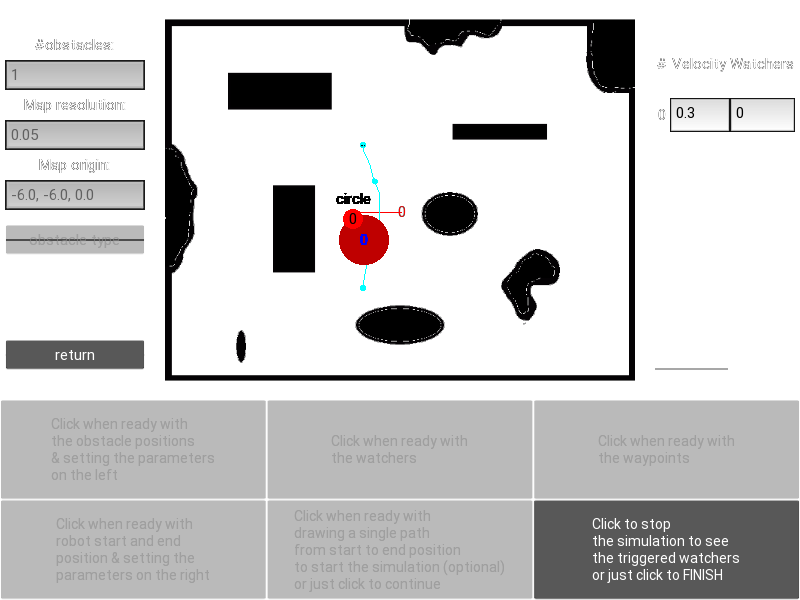 #obstacles:
1
Map resolution:
0.05
Map origin:
-6.0, -6.0, 0.0
obstacle type
return
circle
0
0
0
# Velocity Watchers
0
0.3
0
Click when ready with
the obstacle positions
& setting the parameters
on the left
Click when ready with
the watchers
Click when ready with
the waypoints
Click when ready with
robot start and end
position & setting the
parameters on the right
Click when ready with
drawing a single path
from start to end position
to start the simulation (optional)
or just click to continue
Click to stop
the simulation to see
the triggered watchers
or just click to FINISH